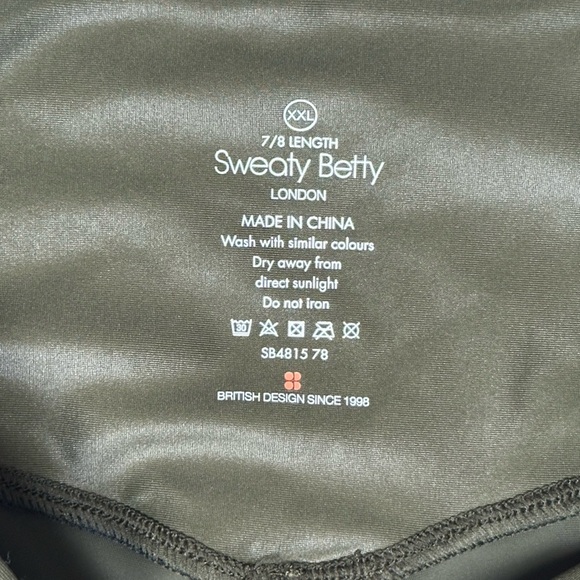 XXL
7/8 LENGTH
Sweaty Betty
LONDON
MADE IN CHINA
Wash with similar colours
Dry away from
direct sunlight
Do not iron
30
SB4815 78
BRITISH DESIGN SINCE 1998